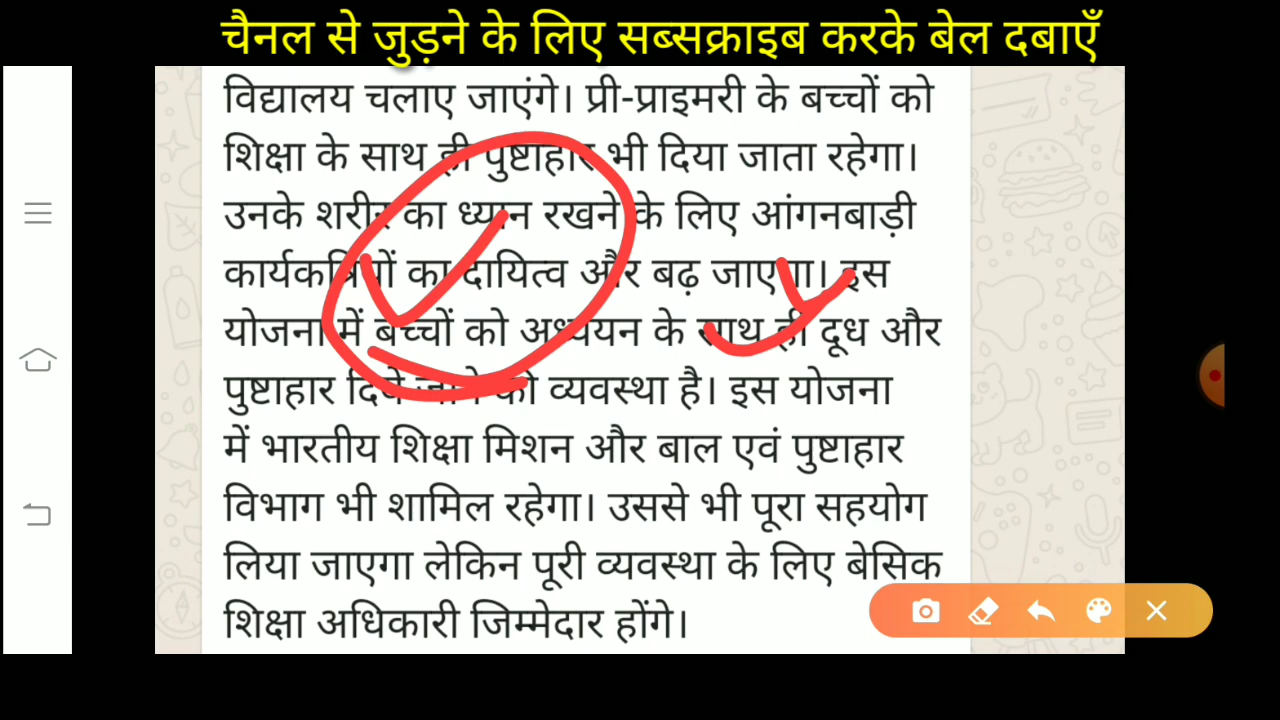 चैनल से जुड़ने के लिए सब्सक्राइब करके बेल दबाएँ
विद्यालय चलाए जाएंगे। प्री-प्राइमरी के बच्चों को
शिक्षा के साथ ही पुष्टाहार भी दिया जाता रहेगा।
उनके शरीर का ध्यान रखने के लिए आंगनबाड़ी
कार्यकत्रियों का दायित्व और बढ़ जाएगा। इस
योजना में बच्चों को अध्ययन के साथ ही दूध और
पुष्टाहार दिये जाने की व्यवस्था है। इस योजना
में भारतीय शिक्षा मिशन और बाल एवं पुष्टाहार
विभाग भी शामिल रहेगा। उससे भी पूरा सहयोग
लिया जाएगा लेकिन पूरी व्यवस्था के लिए बेसिक
शिक्षा अधिकारी जिम्मेदार होंगे।